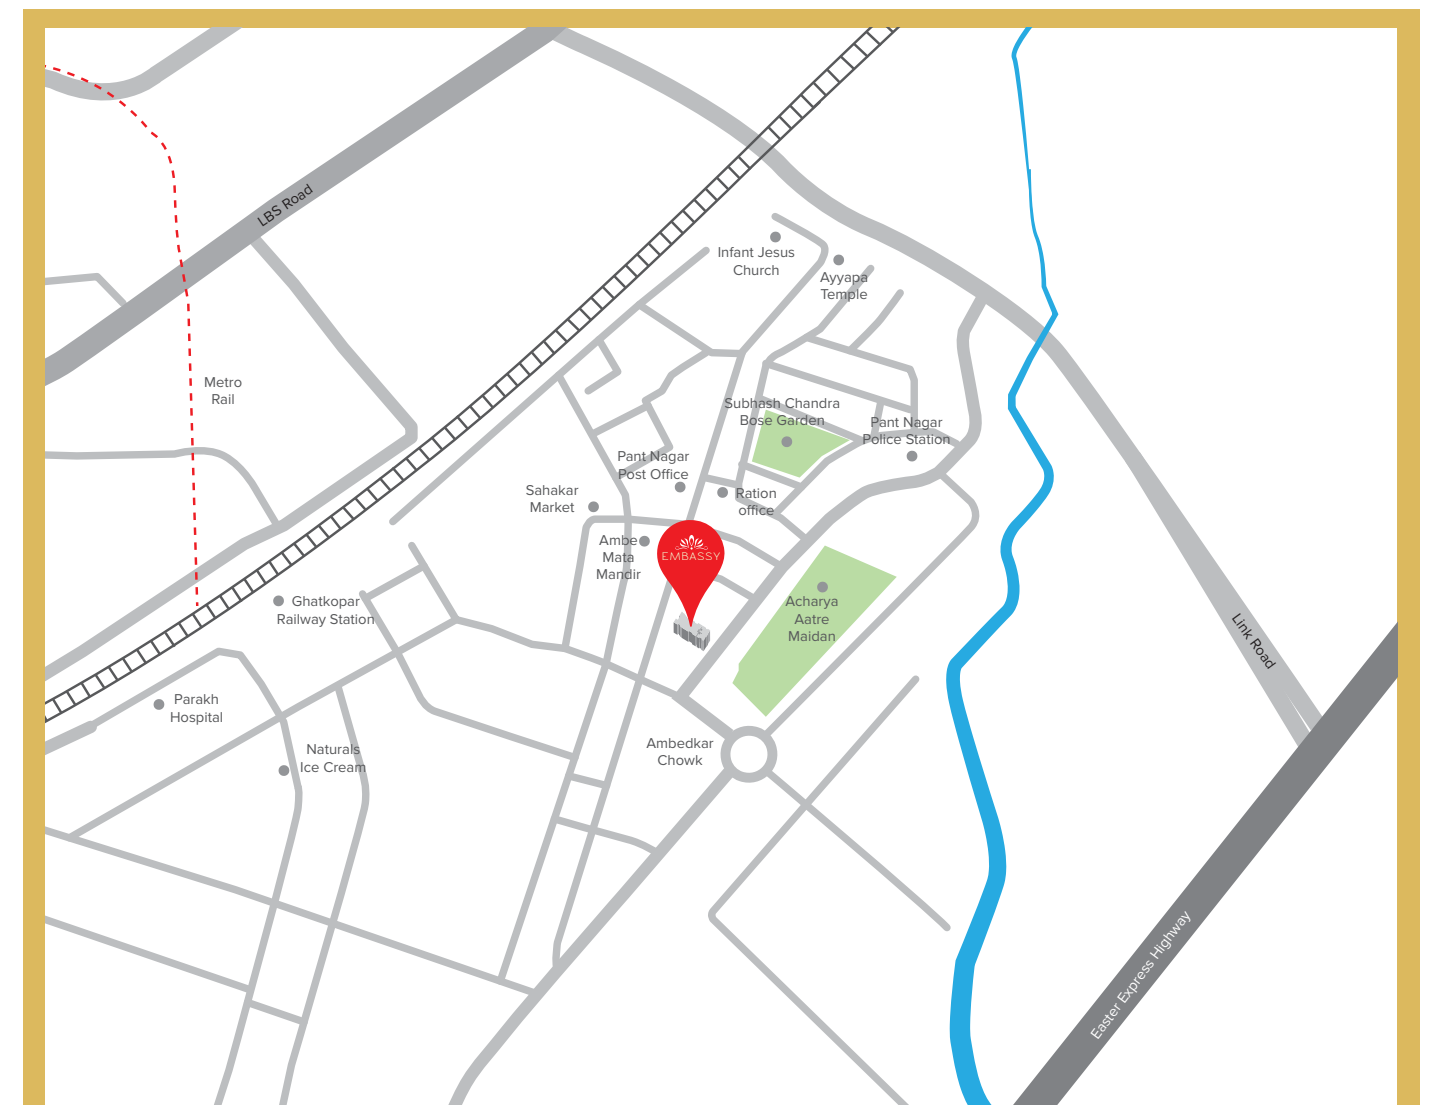 LBS Road
Infant Jesus
Church
Ayyapa
Temple
Metro
Rail
Subhash Chandra
Bose Garden
Pant Nagar
Police Station
Pant Nagar
Post Office
Sahakar
Market
Ration
office
Ambe
Mata
Mandir
EMBASSY
Ghatkopar
Railway Station
Acharya
Aatre
Maidan
Link Road
Parakh
Hospital
Naturals
Ice Cream
Ambedkar
Chowk
Easter Express Highway